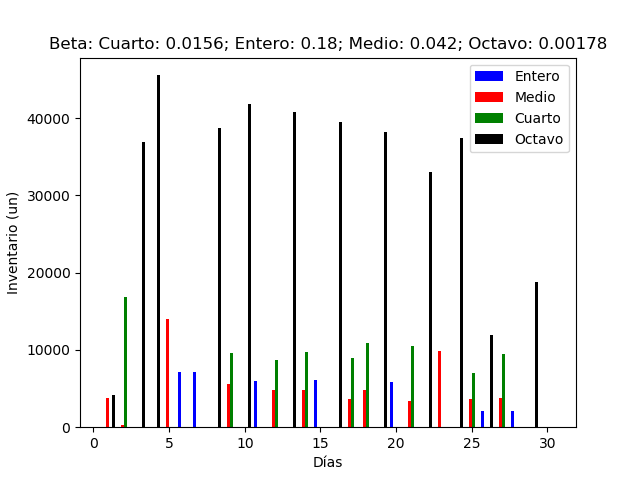 Beta: Cuarto: 0.0156; Entero: 0.18; Medio: 0.042; Octavo: 0.00178
Entero
Medio
Cuarto
Octavo
40000
30000
20000
10000
0
Inventario (un)
0 5 10 15 20 25 30
Días